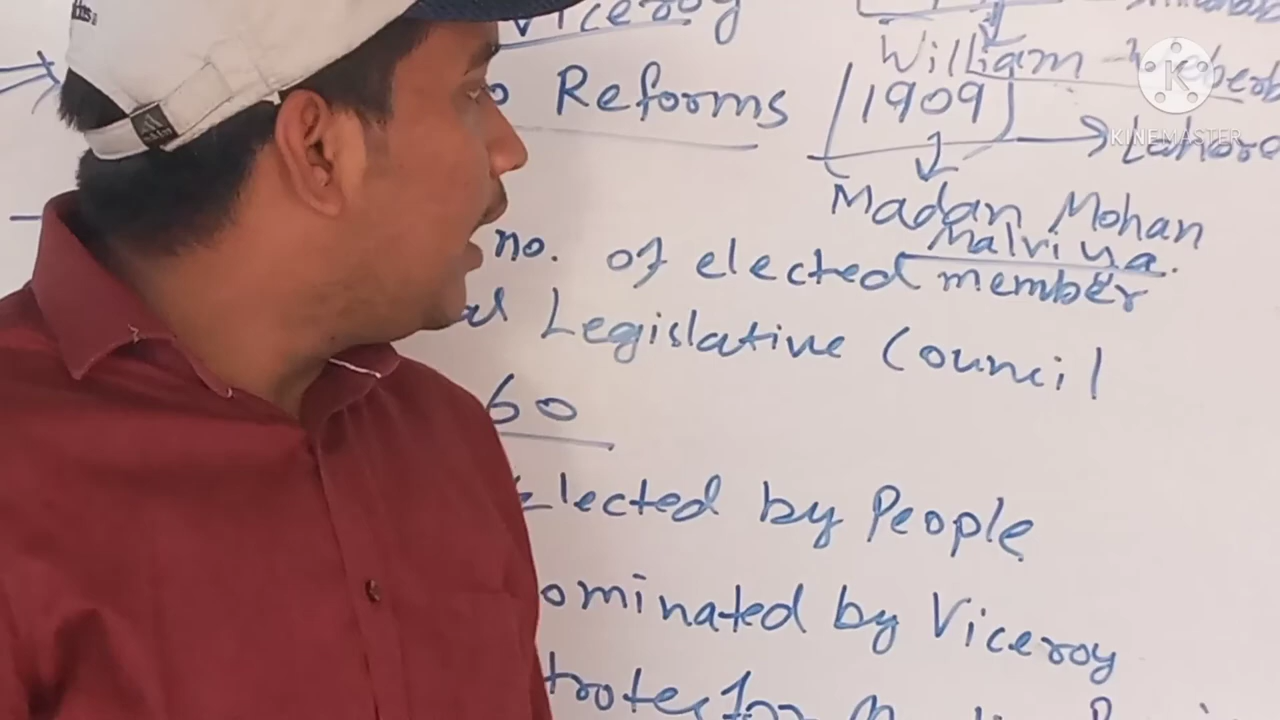 Viceroy
William
Reforms (1909)
KINEMASTER
Madan Mohan
Malviya.
no. of elected member
Legislative Council
60
Elected by People
ominated by Viceroy